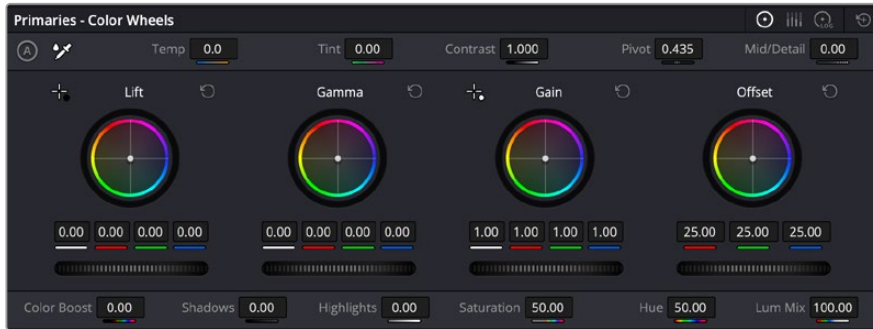 Primaries - Color Wheels
LOG
A Temp 0.0 Tint 0.00 Contrast 1.000 Pivot 0.435 Mid/Detail 0.00
Lift Gamma Gain Offset
0.00 0.00 0.00 0.00 0.00 0.00 0.00 0.00 1.00 1.00 1.00 1.00 25.00 25.00 25.00
Color Boost 0.00 Shadows 0.00 Highlights 0.00 Saturation 50.00 Hue 50.00 Lum Mix 100.00